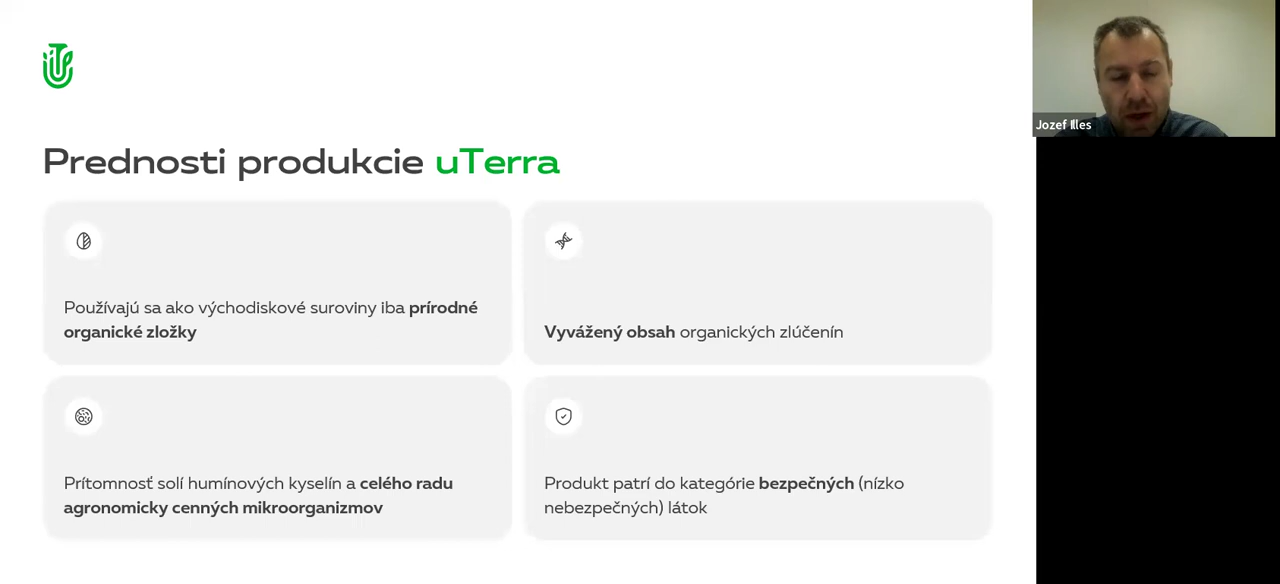 Prednosti produkcie uTerra
Používajú sa ako východiskové suroviny iba prírodné
organické zložky
Vyvážený obsah organických zlúčenín
Prítomnosť solí humínových kyselín a celého radu
agronomicky cenných mikroorganizmov
Produkt patrí do kategórie bezpečných (nízko
nebezpečných) látok
Jozef Illes